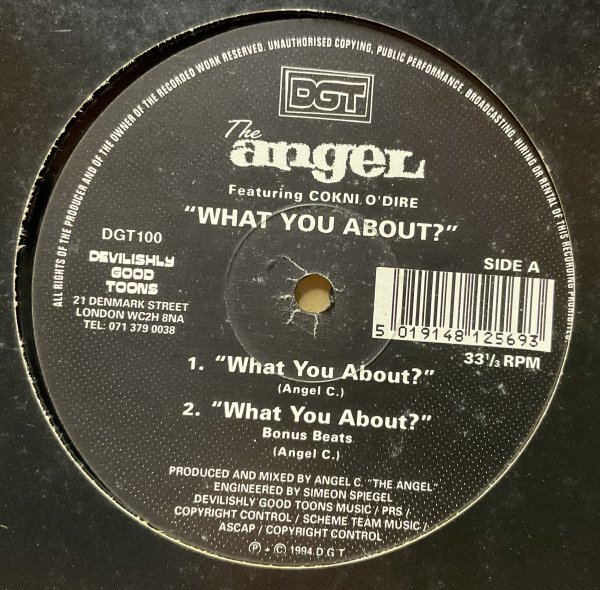 ALL RIGHTS OF THE PRODUCER AND OF THE OWNER OF THE RECORDED WORK RESERVED. UNAUTHORISED COPYING, PUBLIC PERFORMANCE, BROADCASTING, HIRING OR RENTAL OF THIS RECORDING PROHIBITED
DGT
The
angel
Featuring COKNI O'DIRE
"WHAT YOU ABOUT?"
DGT100
DEVILISHLY
GOOD
TOONS
21 DENMARK STREET
LONDON WC2H 8NA
TEL: 071 379 0038
SIDE A
5 019148 125693
33⅓ RPM
1. "What You About?"
(Angel C.)
2. "What You About?"
Bonus Beats
(Angel C.)
PRODUCED AND MIXED BY ANGEL C. "THE ANGEL"
ENGINEERED BY SIMEON SPIEGEL
DEVILISHLY GOOD TOONS MUSIC / PRS /
COPYRIGHT CONTROL / SCHEME TEAM MUSIC /
ASCAP / COPYRIGHT CONTROL
℗ + © 1994 D.G.T